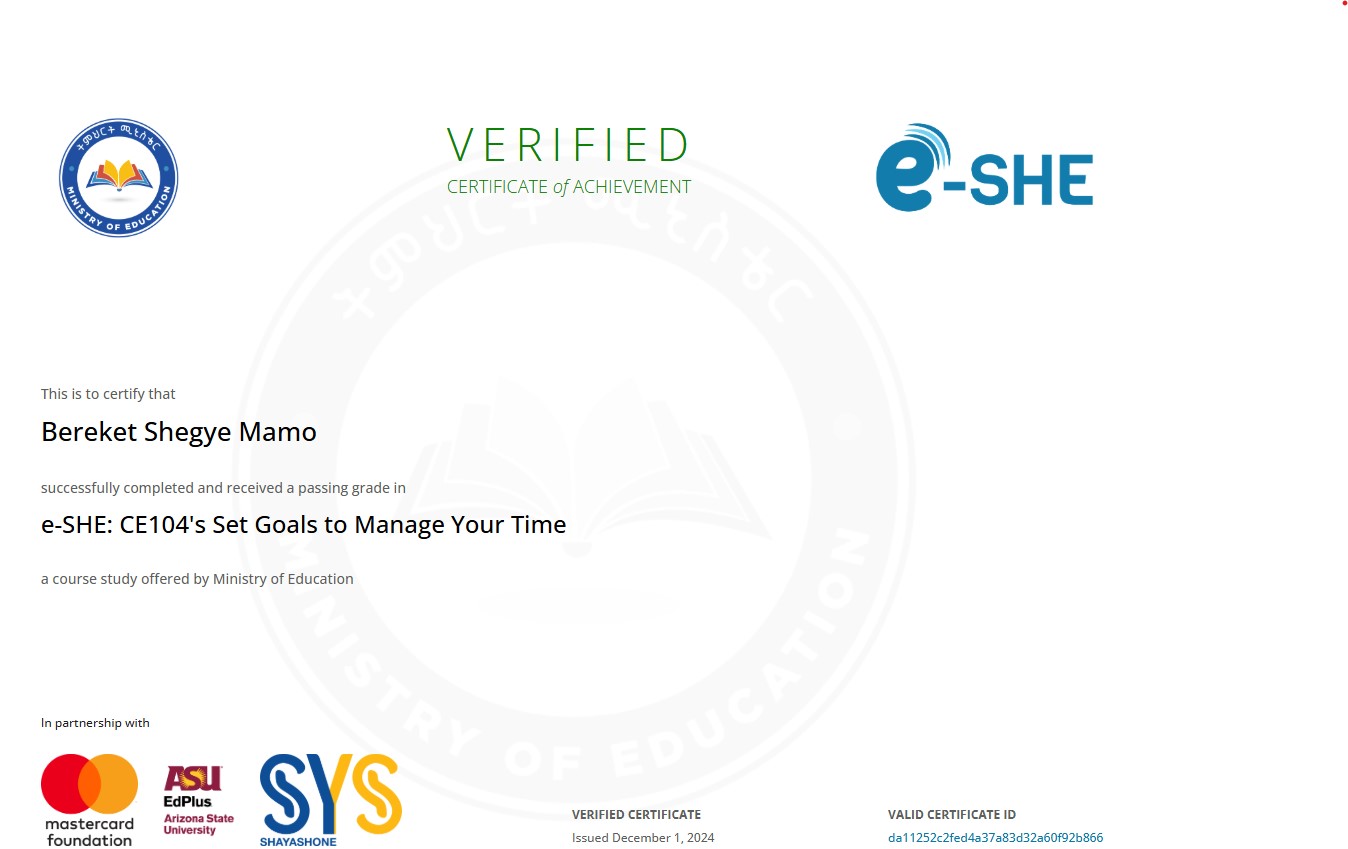 ትምህርት ሚኒስቴር
MINISTRY OF EDUCATION
VERIFIED
CERTIFICATE of ACHIEVEMENT
e-SHE
This is to certify that
Bereket Shegye Mamo
successfully completed and received a passing grade in
e-SHE: CE104's Set Goals to Manage Your Time
a course study offered by Ministry of Education
ትምህርት ሚኒስቴር
MINISTRY OF EDUCATION
In partnership with
mastercard
foundation
ASU
EdPlus
Arizona State
University
SYS
SHAYASHONE
VERIFIED CERTIFICATE
Issued December 1, 2024
VALID CERTIFICATE ID
da11252c2fed4a37a83d32a60f92b866